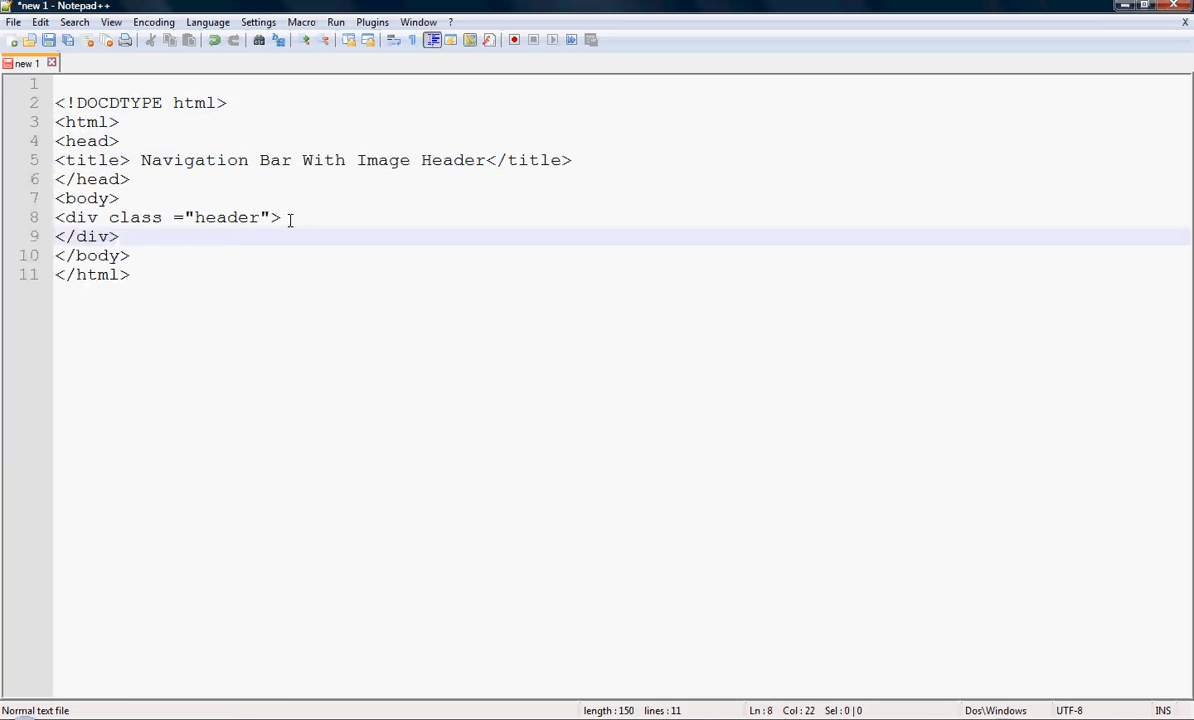 *new 1 - Notepad++
File Edit Search View Encoding Language Settings Macro Run Plugins Window ? X
new 1
1
2 <!DOCDTYPE html>
3 <html>
4 <head>
5 <title> Navigation Bar With Image Header</title>
6 </head>
7 <body>
8 <div class ="header">
9 </div>
10 </body>
11 </html>
Normal text file length : 150 lines : 11 Ln : 8 Col : 22 Sel : 0 | 0 Dos\Windows UTF-8 INS